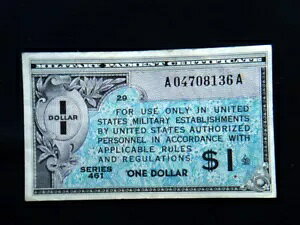 MILITARY PAYMENT CERTIFICATE
A04708136A
1
DOLLAR
29
FOR USE ONLY IN UNITED
STATES MILITARY ESTABLISHMENTS
BY UNITED STATES AUTHORIZED
PERSONNEL IN ACCORDANCE WITH
APPLICABLE RULES
AND REGULATIONS
$1
SERIES
461
ONE DOLLAR